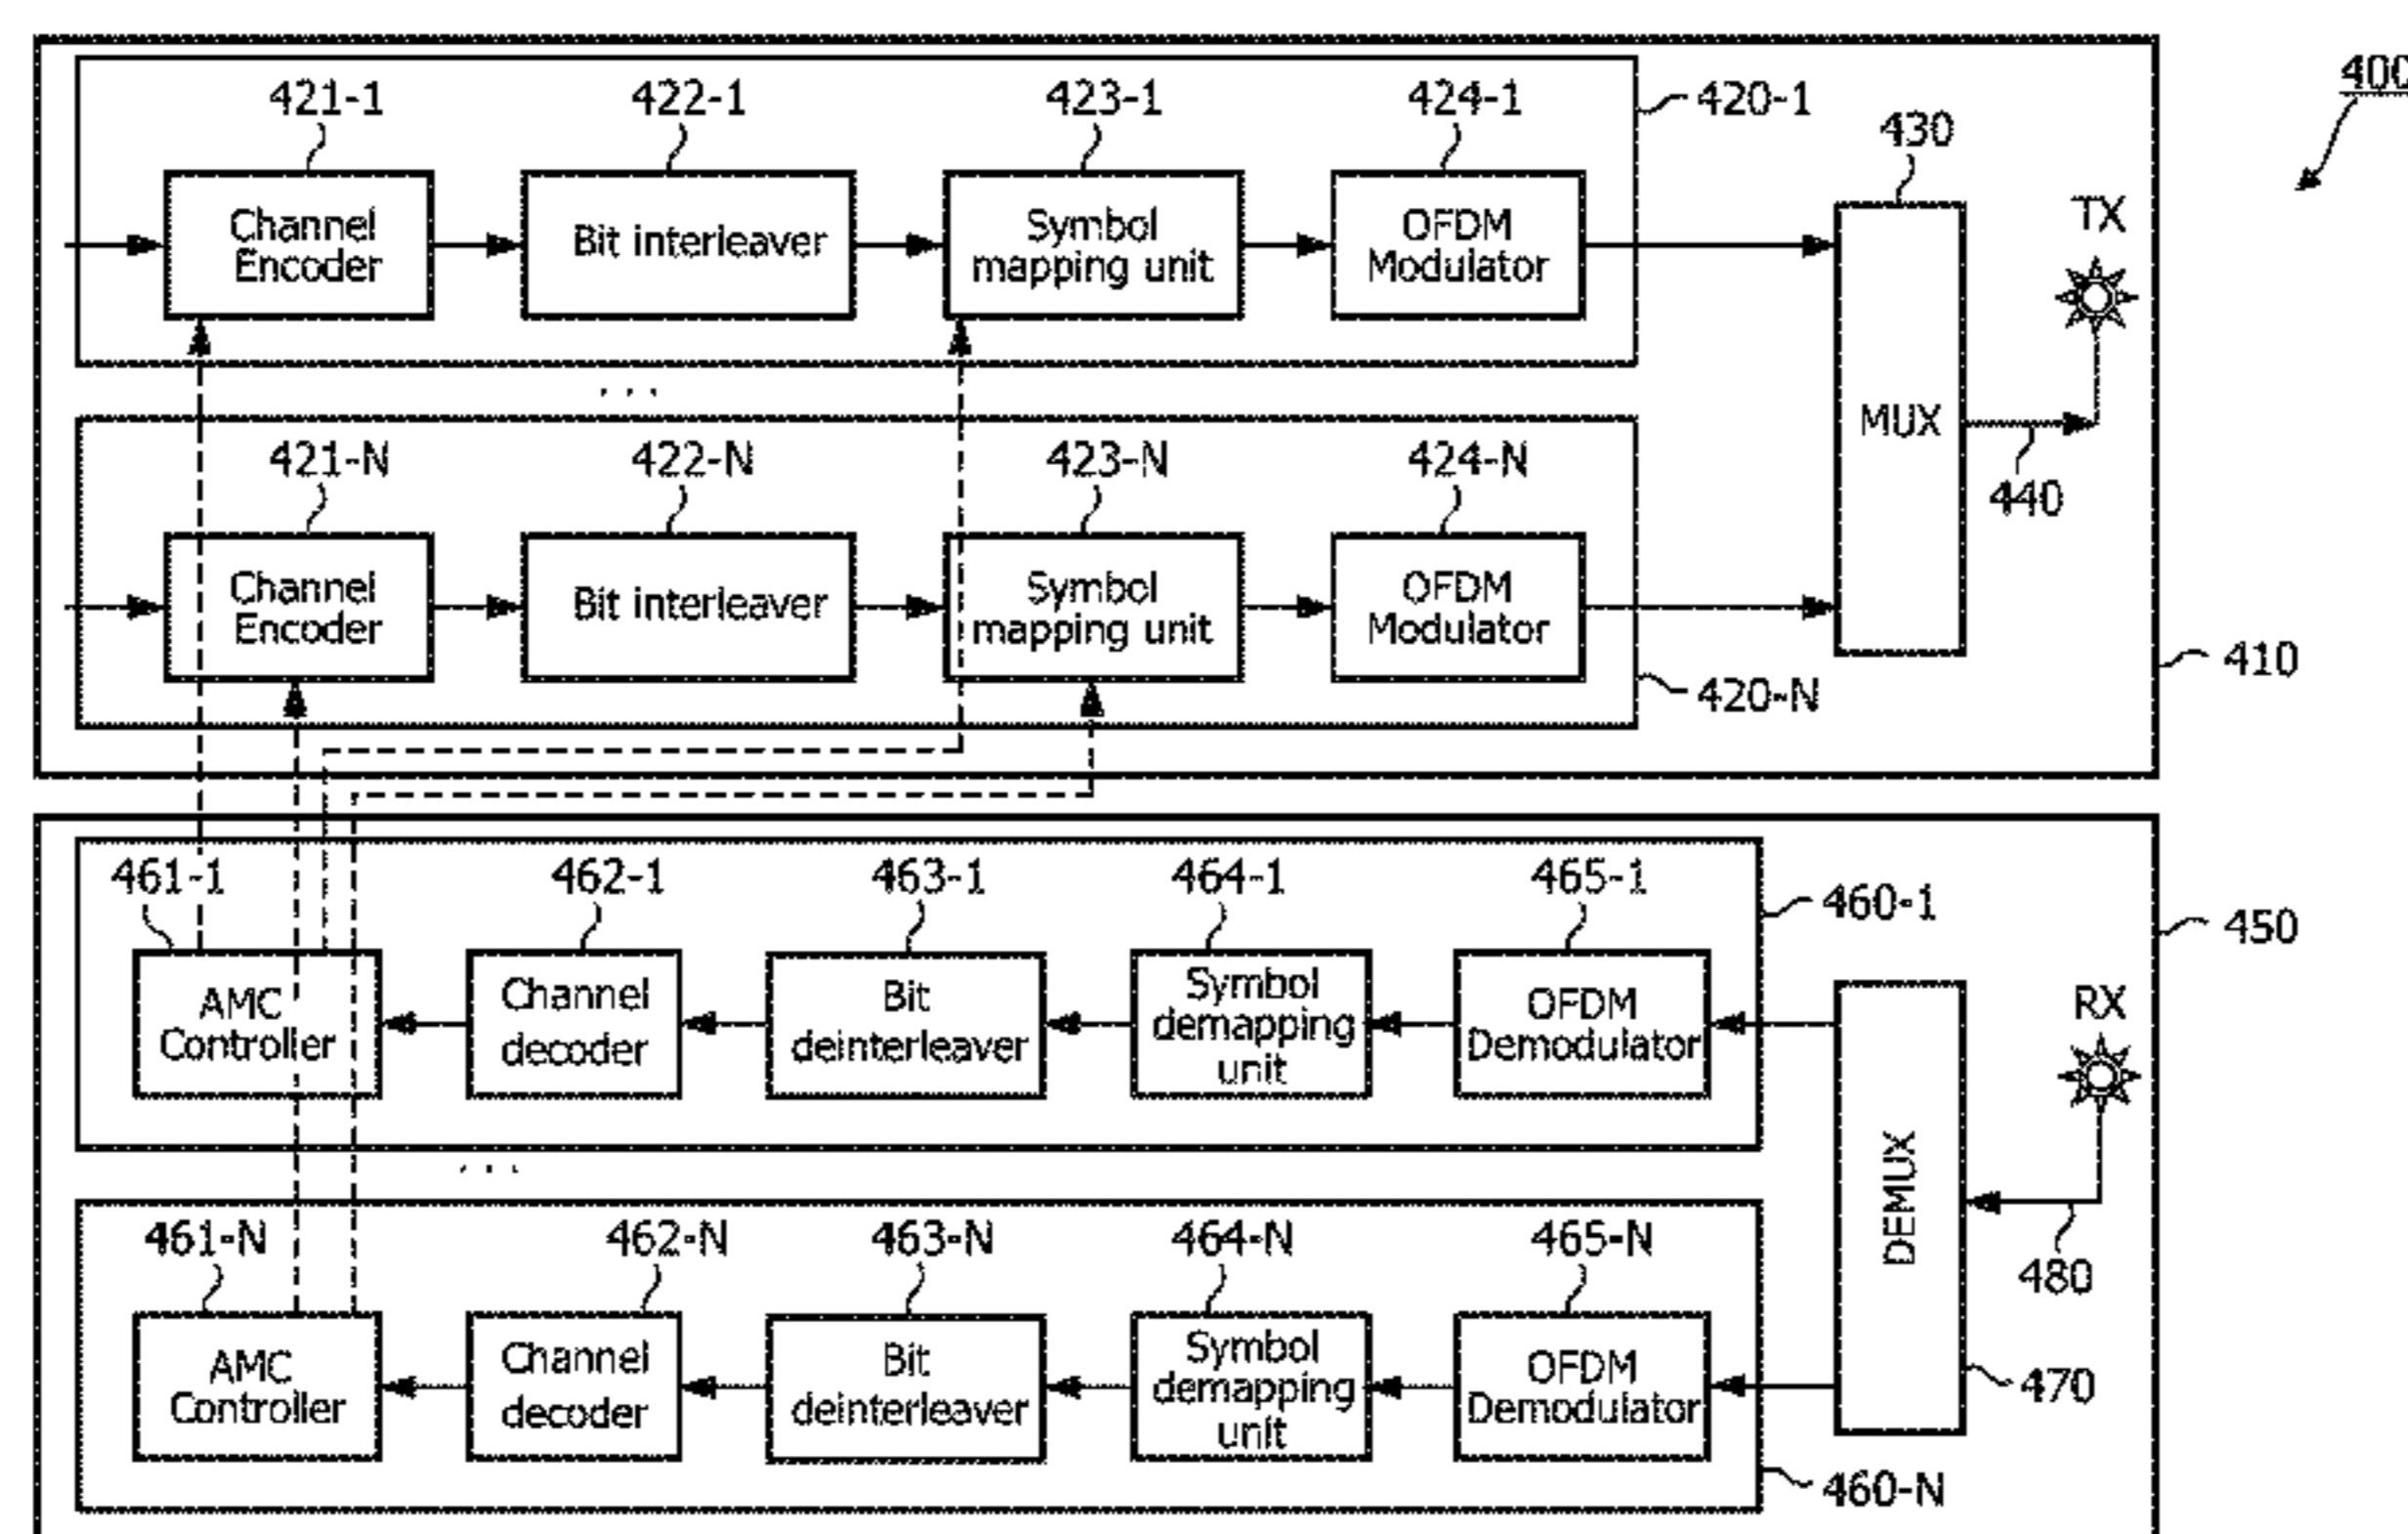 400
421-1 422-1 423-1 424-1 420-1
430
TX
Channel
Encoder
Bit interleaver
Symbol
mapping unit
OFDM
Modulator
. . .
MUX
440
421-N 422-N 423-N 424-N
Channel
Encoder
Bit interleaver
Symbol
mapping unit
OFDM
Modulator
410
420-N
461-1 462-1 463-1 464-1 465-1 460-1
450
RX
AMC
Controller
Channel
decoder
Bit
deinterleaver
Symbol
demapping
unit
OFDM
Demodulator
. . .
DEMUX
480
461-N 462-N 463-N 464-N 465-N
AMC
Controller
Channel
decoder
Bit
deinterleaver
Symbol
demapping
unit
OFDM
Demodulator
470
460-N